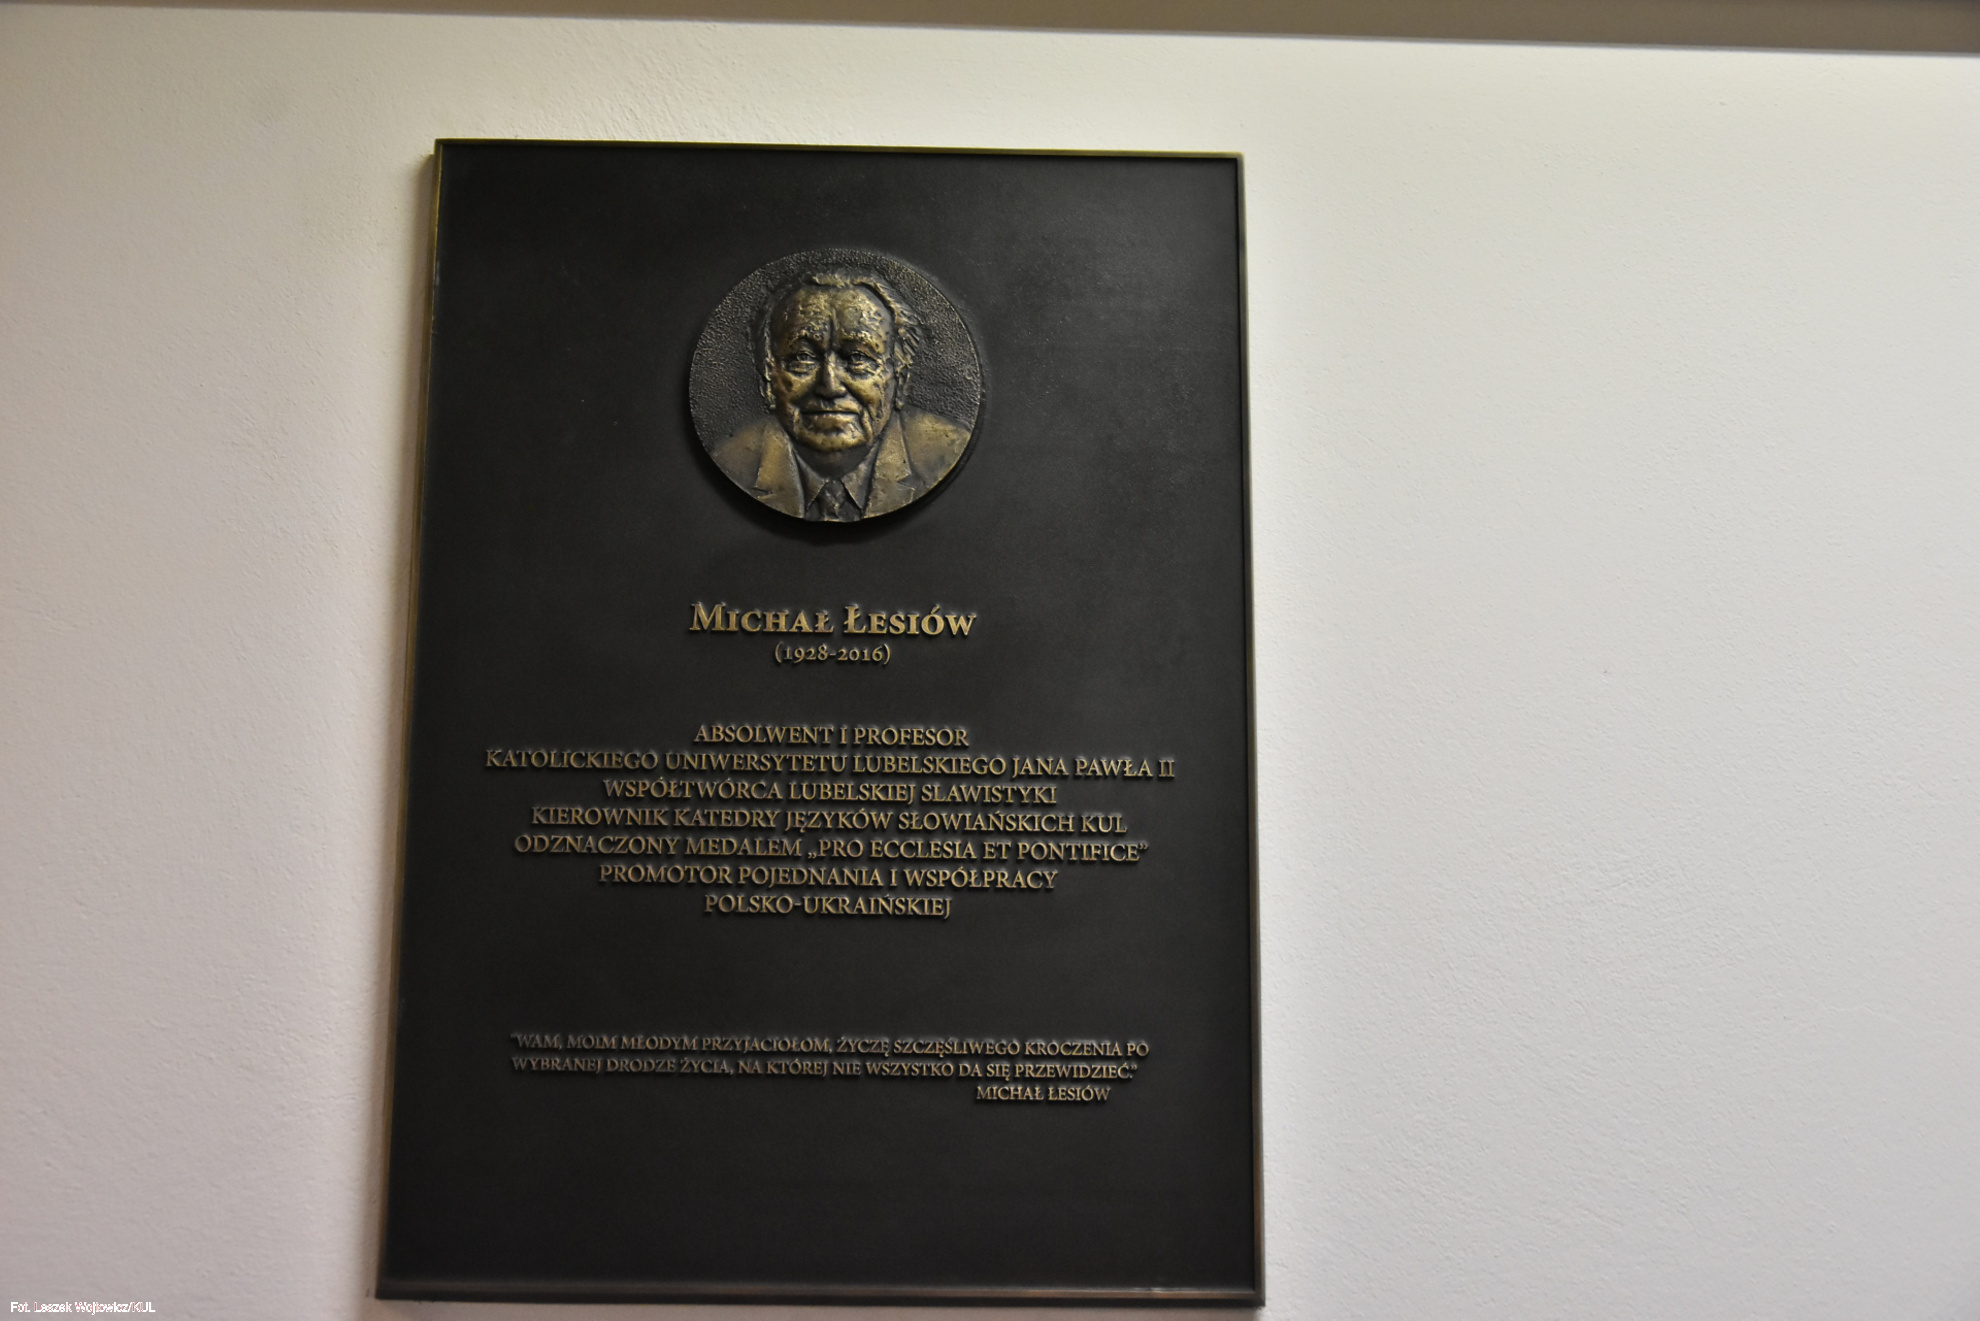 Michał Łesiów
(1928-2016)
ABSOLWENT I PROFESOR
KATOLICKIEGO UNIWERSYTETU LUBELSKIEGO JANA PAWŁA II
WSPÓŁTWÓRCA LUBELSKIEJ SLAWISTYKI
KIEROWNIK KATEDRY JĘZYKÓW SŁOWIAŃSKICH KUL
ODZNACZONY MEDALEM „PRO ECCLESIA ET PONTIFICE”
PROMOTOR POJEDNANIA I WSPÓŁPRACY
POLSKO-UKRAIŃSKIEJ
"WAM, MOIM MŁODYM PRZYJACIOŁOM, ŻYCZĘ SZCZĘŚLIWEGO KROCZENIA PO
WYBRANEJ DRODZE ŻYCIA, NA KTÓREJ NIE WSZYSTKO DA SIĘ PRZEWIDZIEĆ."
MICHAŁ ŁESIÓW
Fot. Leszek Wojtowicz/KUL